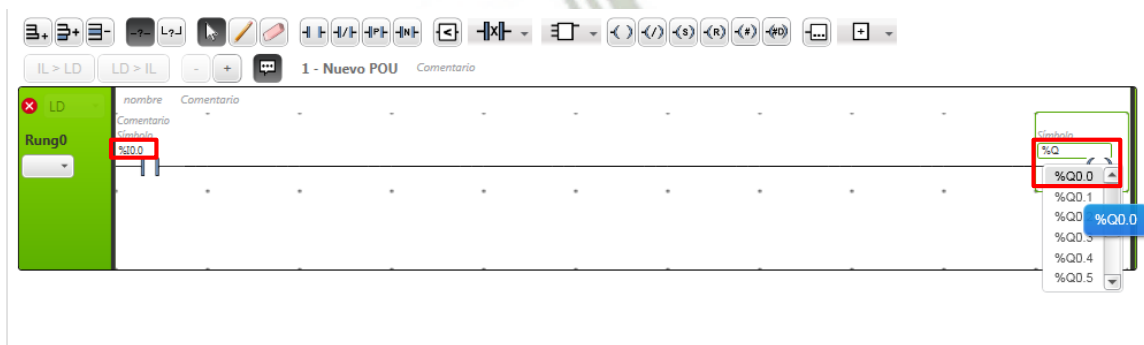 -?- L?J P N X (/) (S) (R) (#) (#D) ... +
IL > LD LD > IL - + 1 - Nuevo POU Comentario
LD nombre Comentario
Comentario
Rung0 Símbolo Símbolo
%I0.0 %Q
%Q0.0
%Q0.1
%Q0.2 %Q0.0
%Q0.3
%Q0.4
%Q0.5